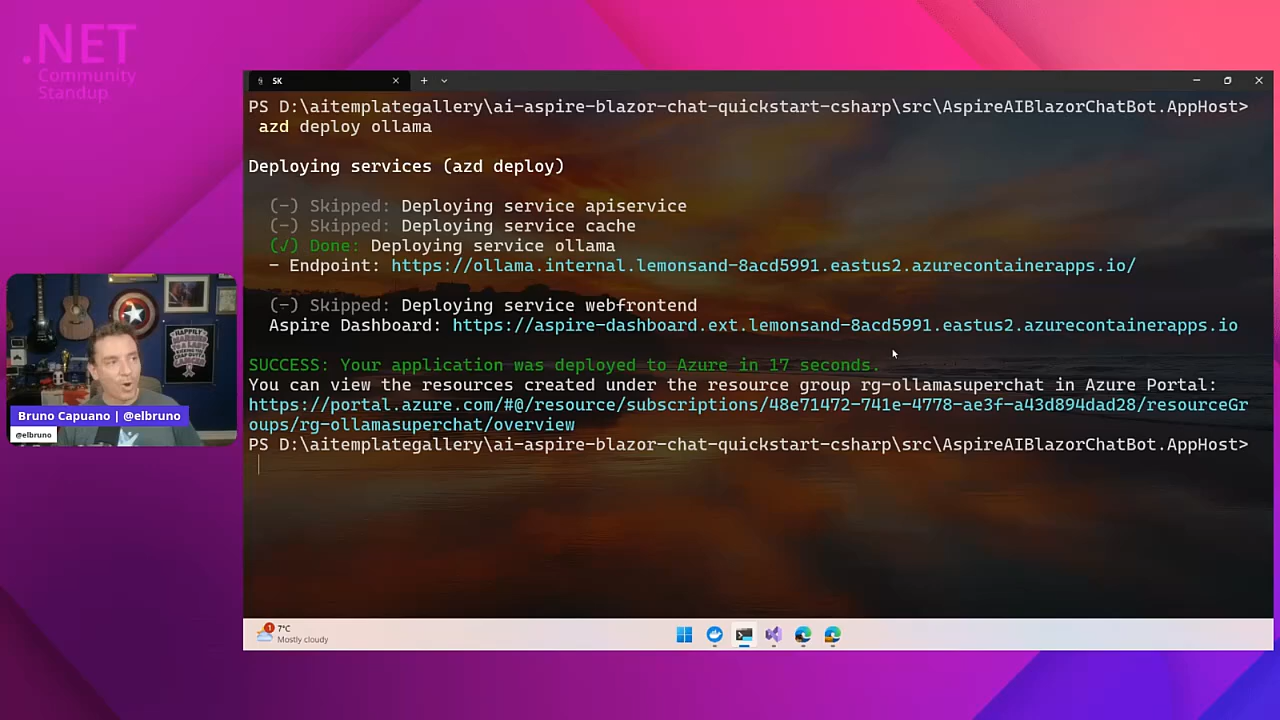 .NET
Community
Standup
SK
PS D:\aitemplategallery\ai-aspire-blazor-chat-quickstart-csharp\src\AspireAIBlazorChatBot.AppHost>
azd deploy ollama
Deploying services (azd deploy)
(-) Skipped: Deploying service apiservice
(-) Skipped: Deploying service cache
(√) Done: Deploying service ollama
- Endpoint: https://ollama.internal.lemonsand-8acd5991.eastus2.azurecontainerapps.io/
(-) Skipped: Deploying service webfrontend
Aspire Dashboard: https://aspire-dashboard.ext.lemonsand-8acd5991.eastus2.azurecontainerapps.io
SUCCESS: Your application was deployed to Azure in 17 seconds.
You can view the resources created under the resource group rg-ollamasuperchat in Azure Portal:
https://portal.azure.com/#@/resource/subscriptions/48e71472-741e-4778-ae3f-a43d894dad28/resourceGr
oups/rg-ollamasuperchat/overview
PS D:\aitemplategallery\ai-aspire-blazor-chat-quickstart-csharp\src\AspireAIBlazorChatBot.AppHost>
HAPPILY
Bruno Capuano | @elbruno
@elbruno
1
7°C
Mostly cloudy